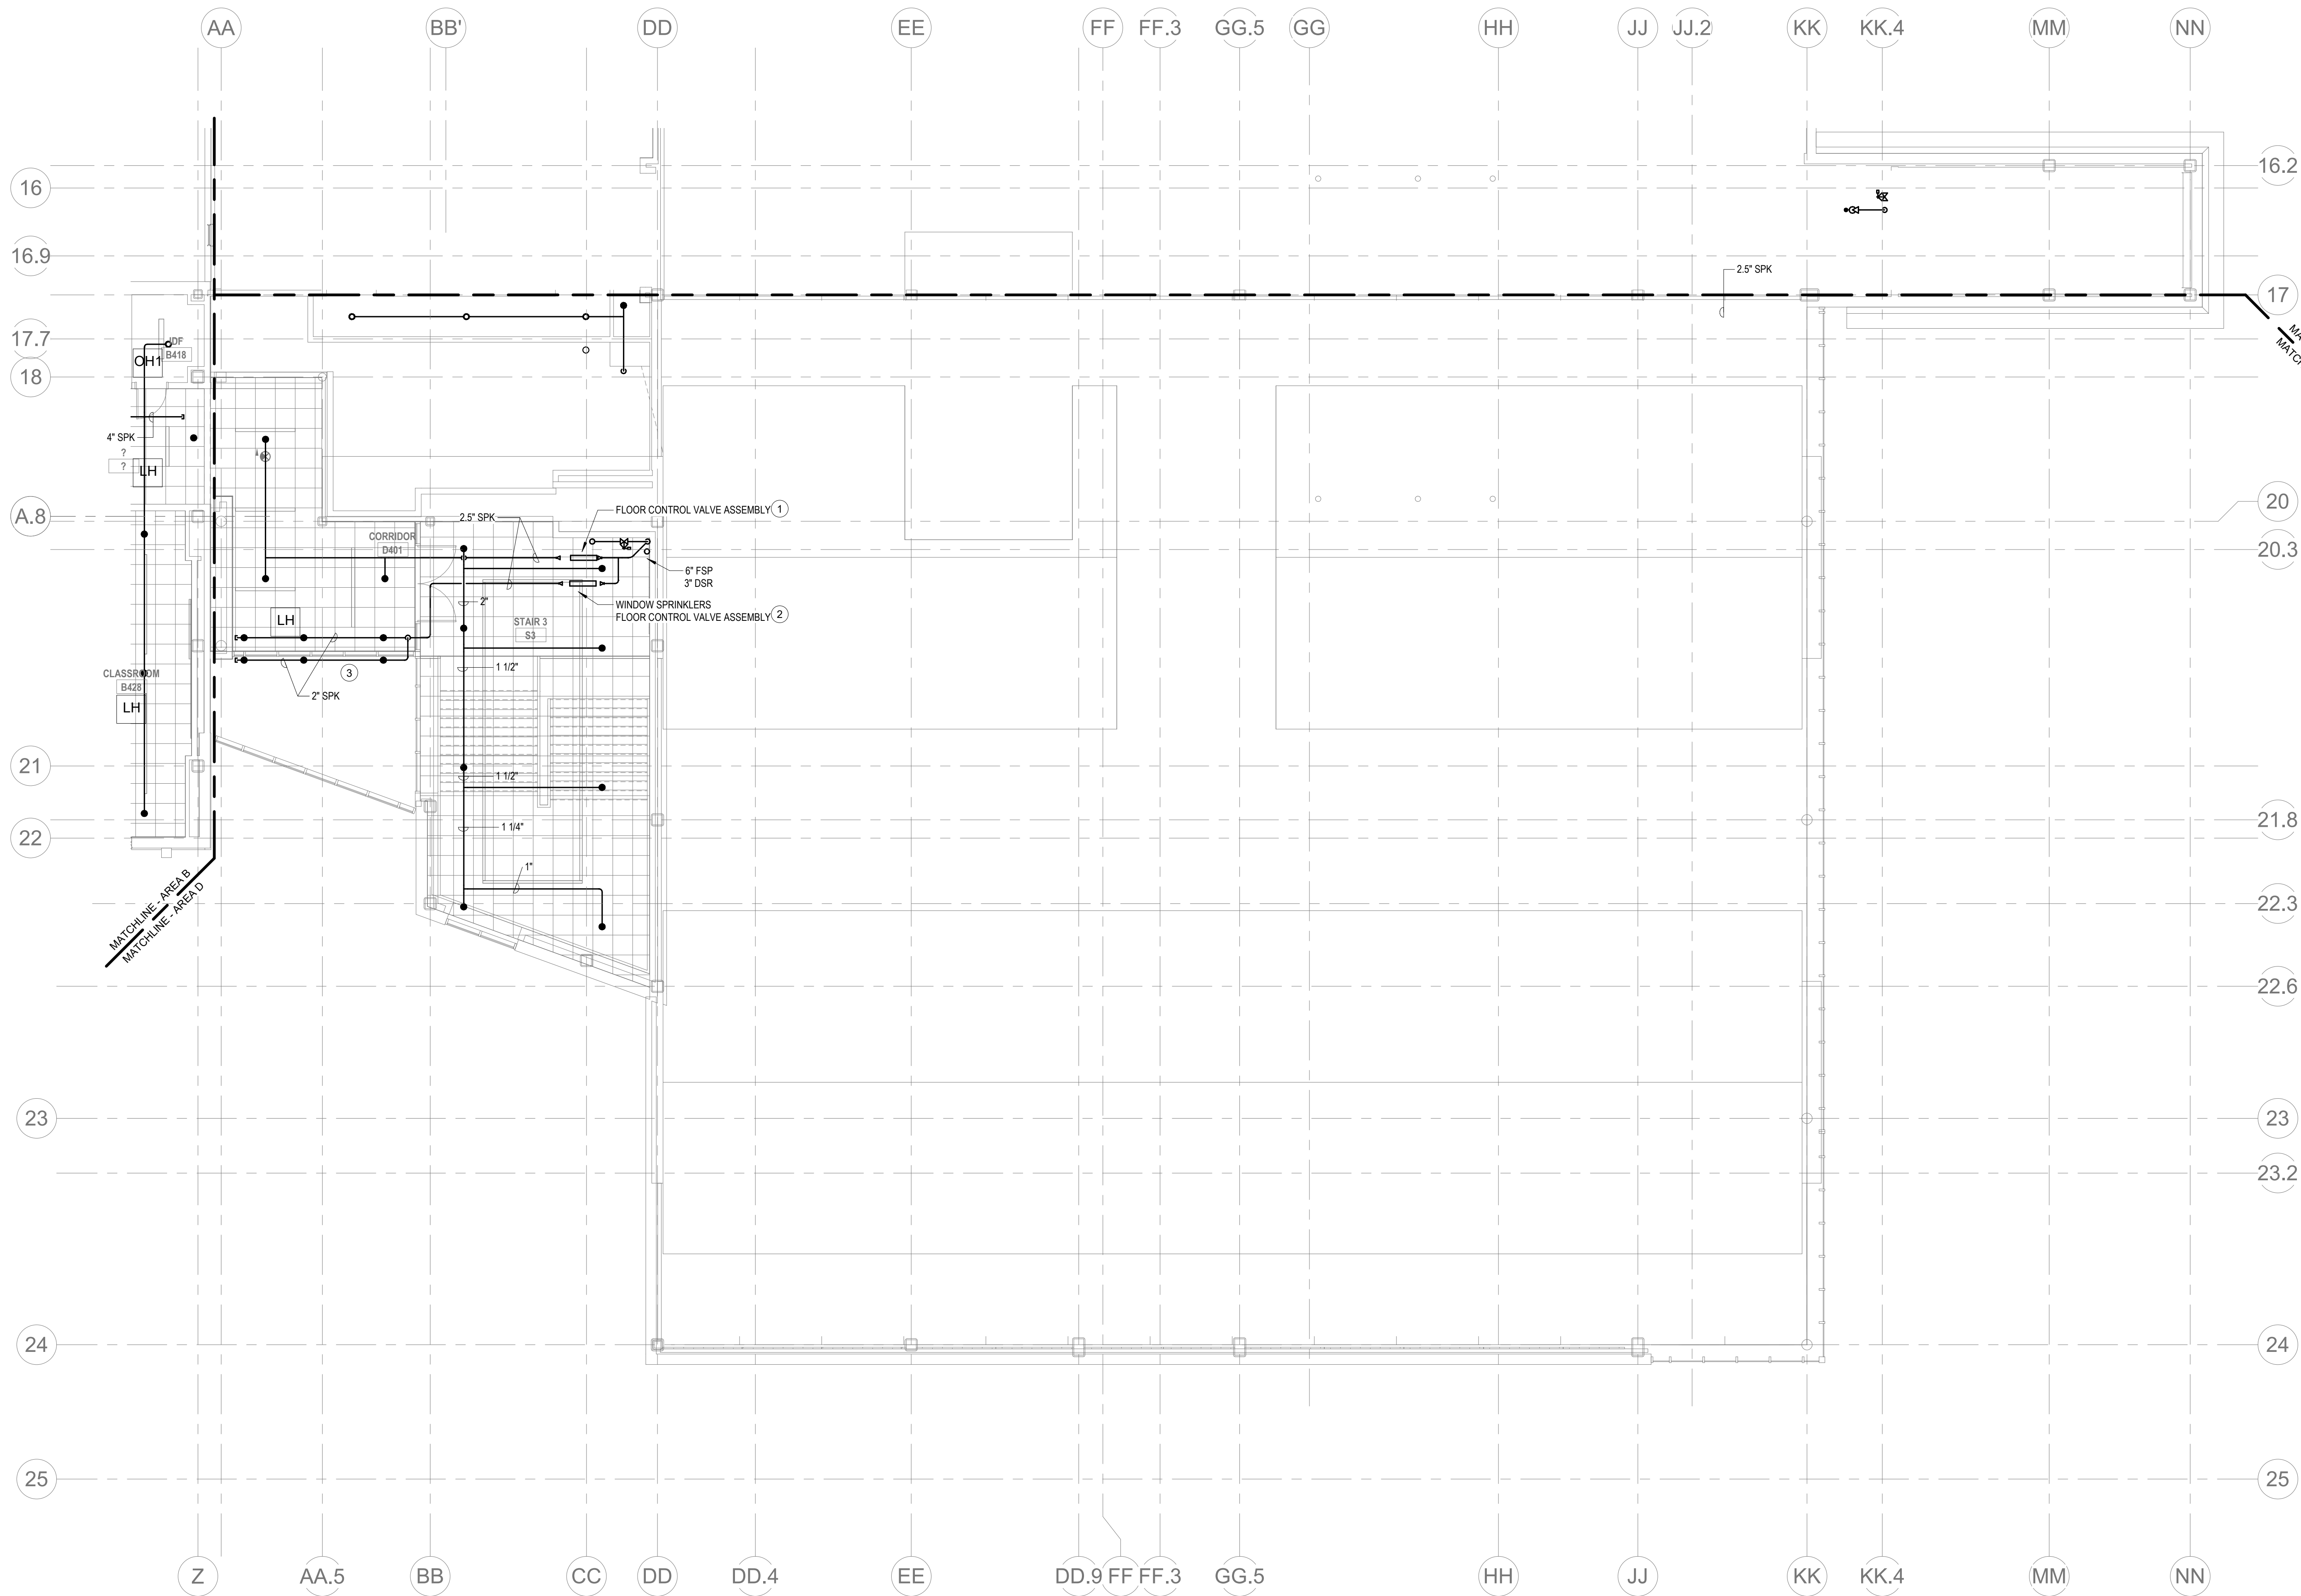 AA BB' DD EE FF FF.3 GG.5 GG HH JJ JJ.2 KK KK.4 MM NN
16.2
16
16.9
2.5" SPK
17
17.7
IDF
B418
OH1
18
4" SPK
?
?
LH
A.8
20
2.5" SPK
FLOOR CONTROL VALVE ASSEMBLY 1
CORRIDOR
D401
20.3
6" FSP
3" DSR
2"
WINDOW SPRINKLERS
FLOOR CONTROL VALVE ASSEMBLY 2
LH
STAIR 3
S3
1 1/2"
3
CLASSROOM
B428
2" SPK
LH
21
1 1/2"
21.8
1 1/4"
22
1"
MATCHLINE - AREA B
MATCHLINE - AREA D
22.3
22.6
23
23
23.2
24
24
25
25
Z AA.5 BB CC DD DD.4 EE DD.9 FF FF.3 GG.5 HH JJ KK KK.4 MM NN